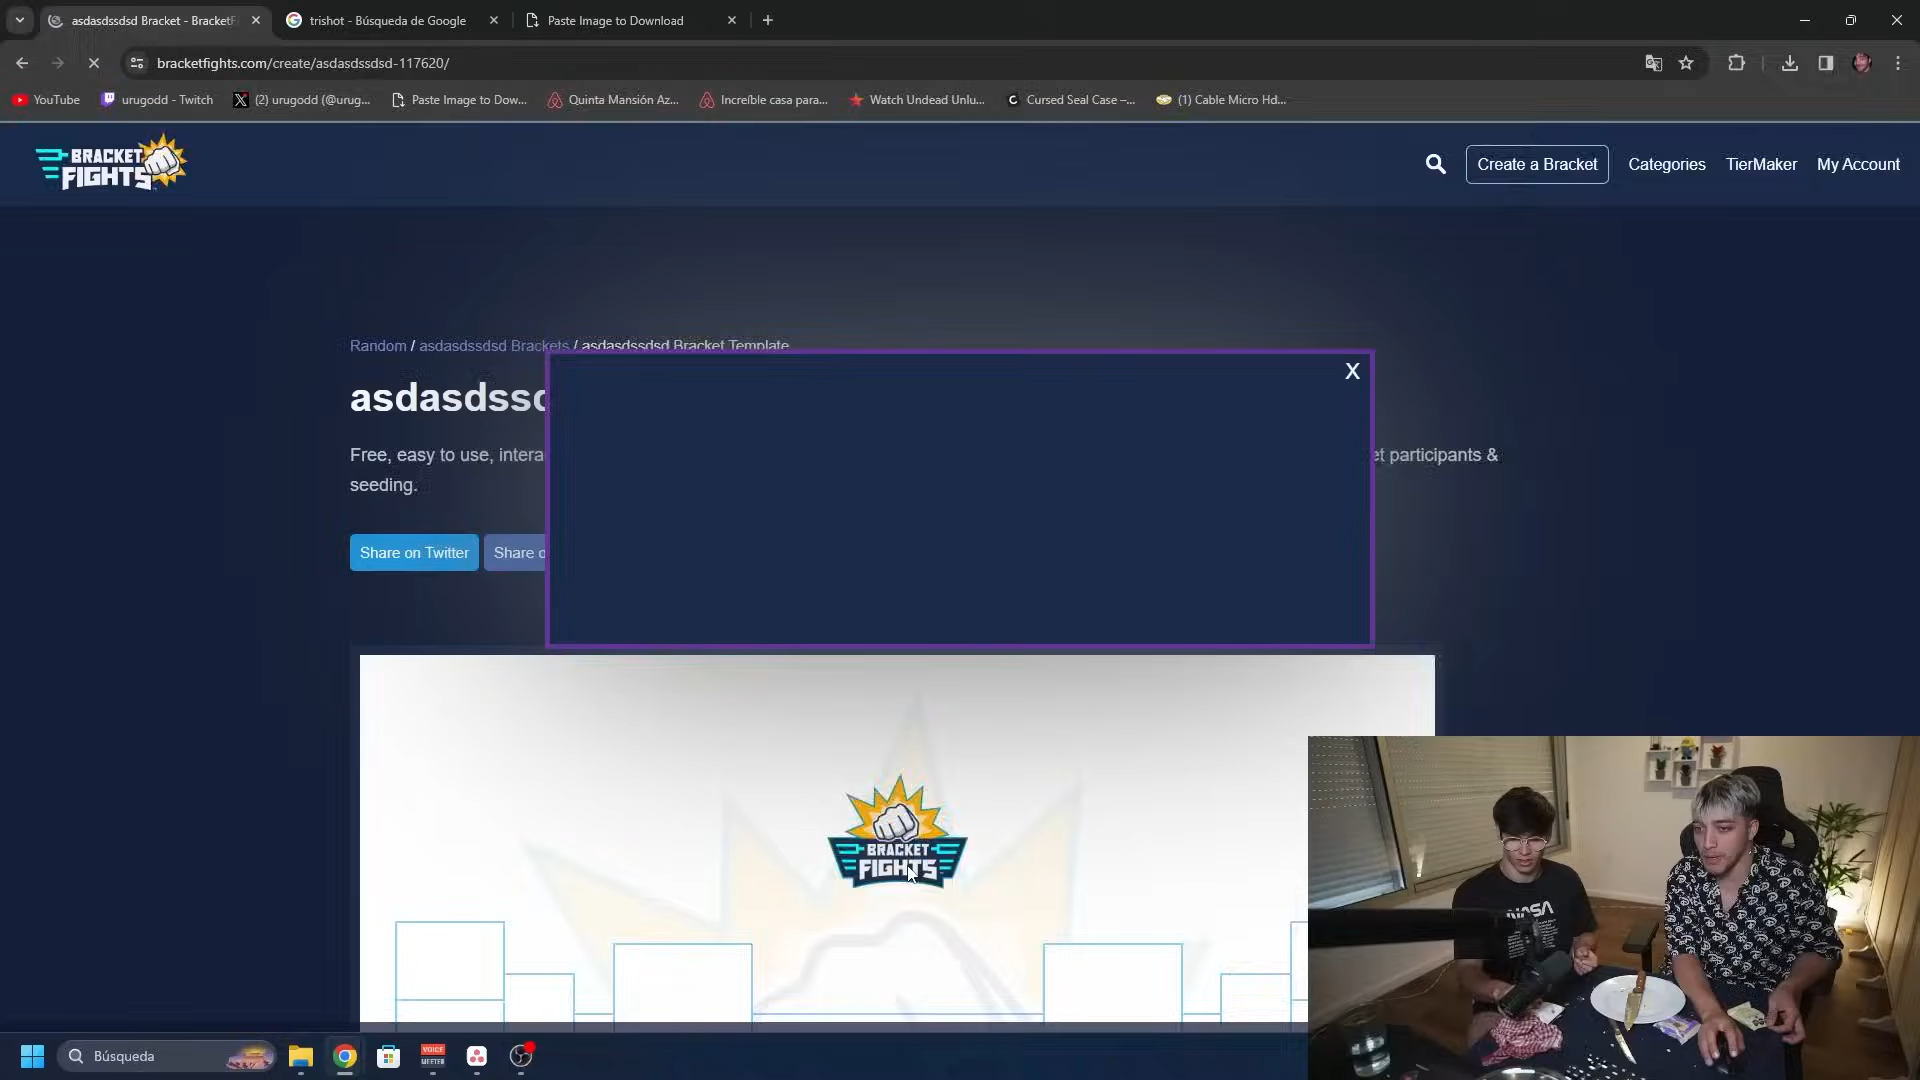 asdasdssdsd Bracket - BracketF
trishot - Búsqueda de Google
Paste Image to Download
bracketfights.com/create/asdasdssdsd-117620/
YouTube
urugodd - Twitch
(2) urugodd (@urug...
Paste Image to Dow...
Quinta Mansión Az...
Increíble casa para...
Watch Undead Unlu...
Cursed Seal Case –...
(1) Cable Micro Hd...
BRACKET
FIGHTS
Create a Bracket
Categories
TierMaker
My Account
Random / asdasdssdsd Brackets / asdasdssdsd Bracket Template
X
asdasdssd
Free, easy to use, intera
et participants &
seeding.
Share on Twitter
Share o
BRACKET
FIGHTS
NASA
Búsqueda
VOICE
MEETER